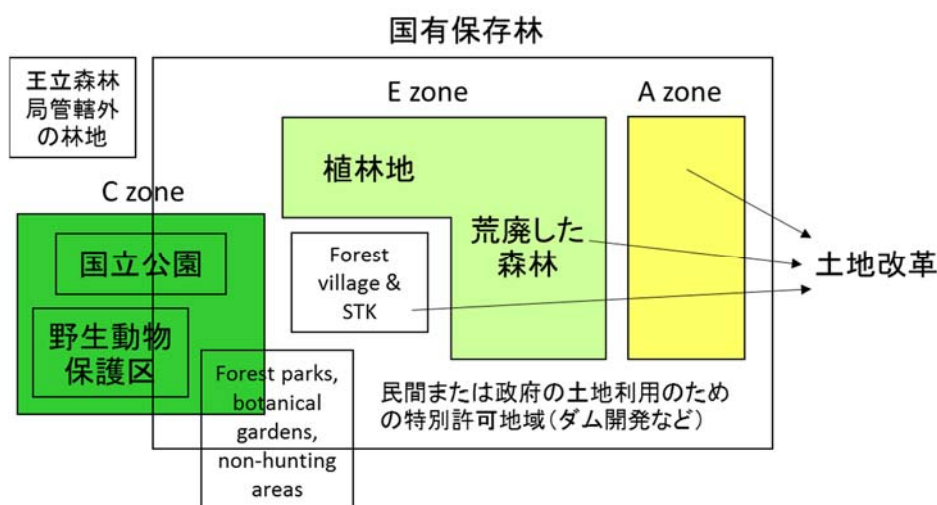 国有保存林
王立森林
局管轄外
の林地
E zone
A zone
植林地
C zone
荒廃した
森林
国立公園
Forest
village &
STK
土地改革
野生動物
保護区
Forest parks,
botanical
gardens,
non-hunting
areas
民間または政府の土地利用のため
の特別許可地域(ダム開発など)